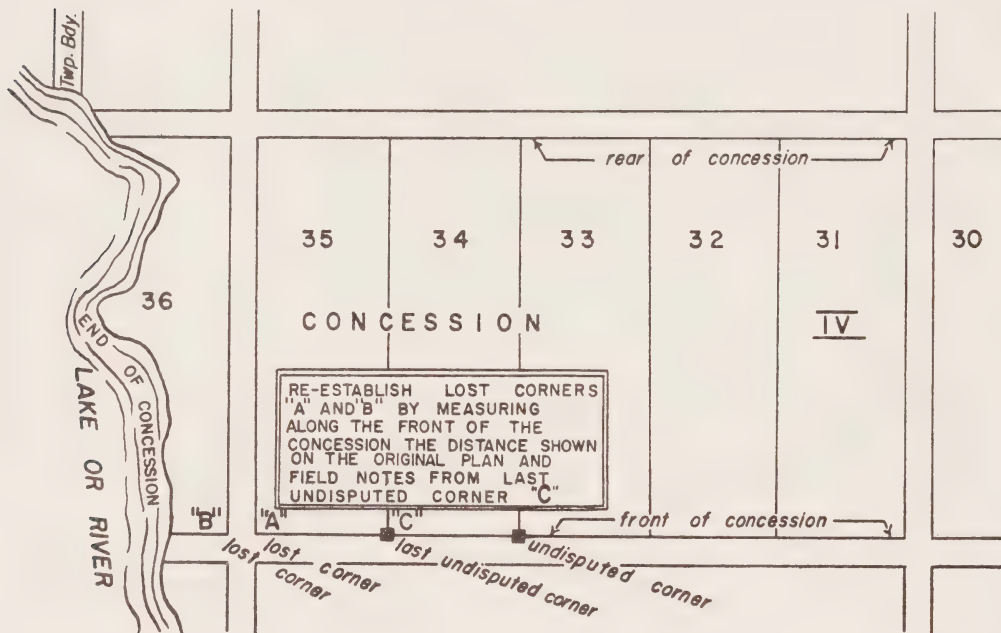 Twp. Bdy.
rear of concession
35 34 33 32 31 30
36
CONCESSION IV
END OF CONCESSION
LAKE OR RIVER
RE-ESTABLISH LOST CORNERS
"A" AND "B" BY MEASURING
ALONG THE FRONT OF THE
CONCESSION THE DISTANCE SHOWN
ON THE ORIGINAL PLAN AND
FIELD NOTES FROM LAST
UNDISPUTED CORNER "C"
"B" "A" "C"
front of concession
lost corner
lost corner
last undisputed corner
undisputed corner